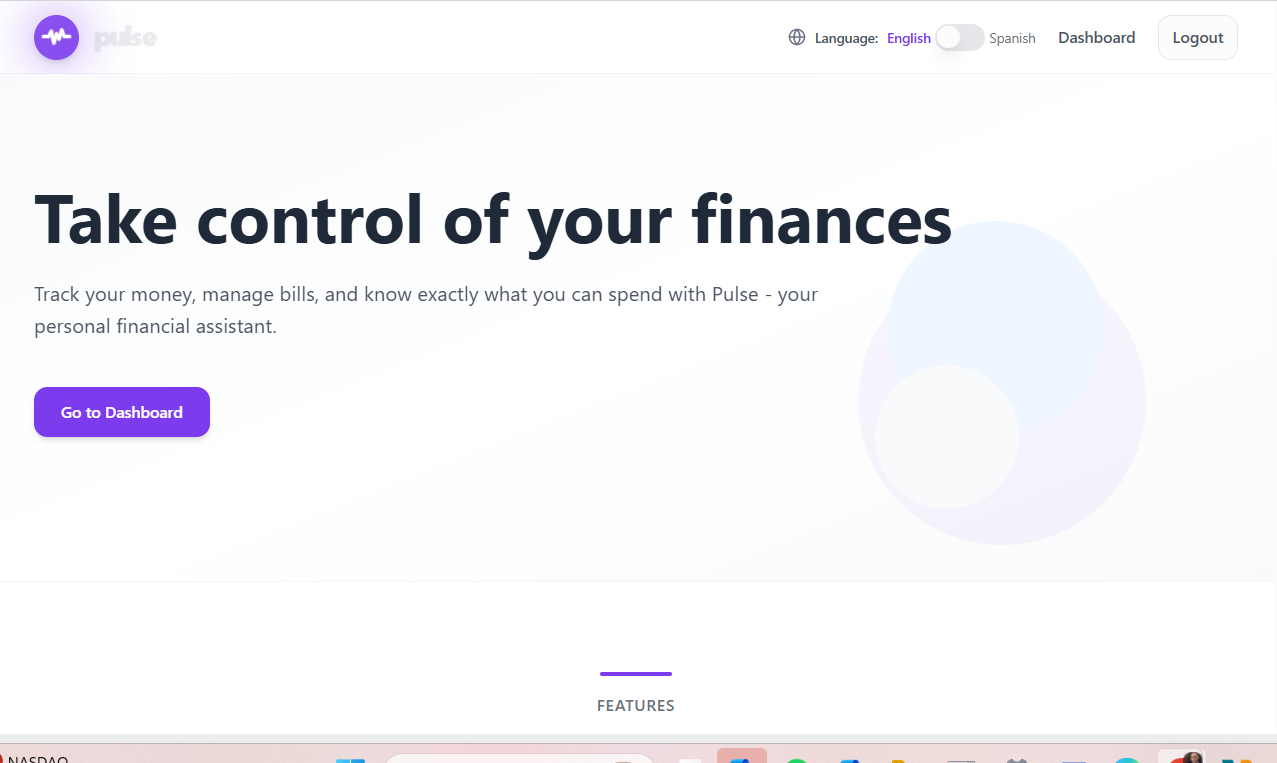 pulse
Language: English Spanish Dashboard Logout
Take control of your finances
Track your money, manage bills, and know exactly what you can spend with Pulse - your
personal financial assistant.
Go to Dashboard
FEATURES
NASDAQ